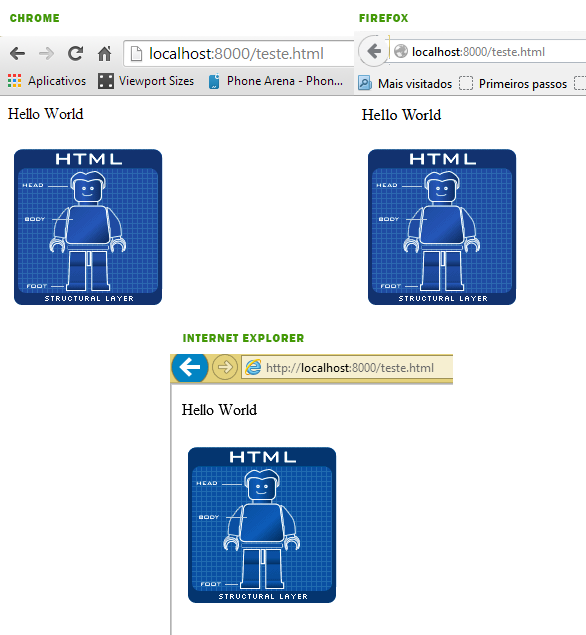 CHROME
localhost:8000/teste.html
Aplicativos Viewport Sizes Phone Arena - Phon...
Hello World
HTML
HEAD
BODY
FOOT
STRUCTURAL LAYER
FIREFOX
localhost:8000/teste.html
Mais visitados Primeiros passos
Hello World
HTML
HEAD
BODY
FOOT
STRUCTURAL LAYER
INTERNET EXPLORER
http://localhost:8000/teste.html
Hello World
HTML
HEAD
BODY
FOOT
STRUCTURAL LAYER